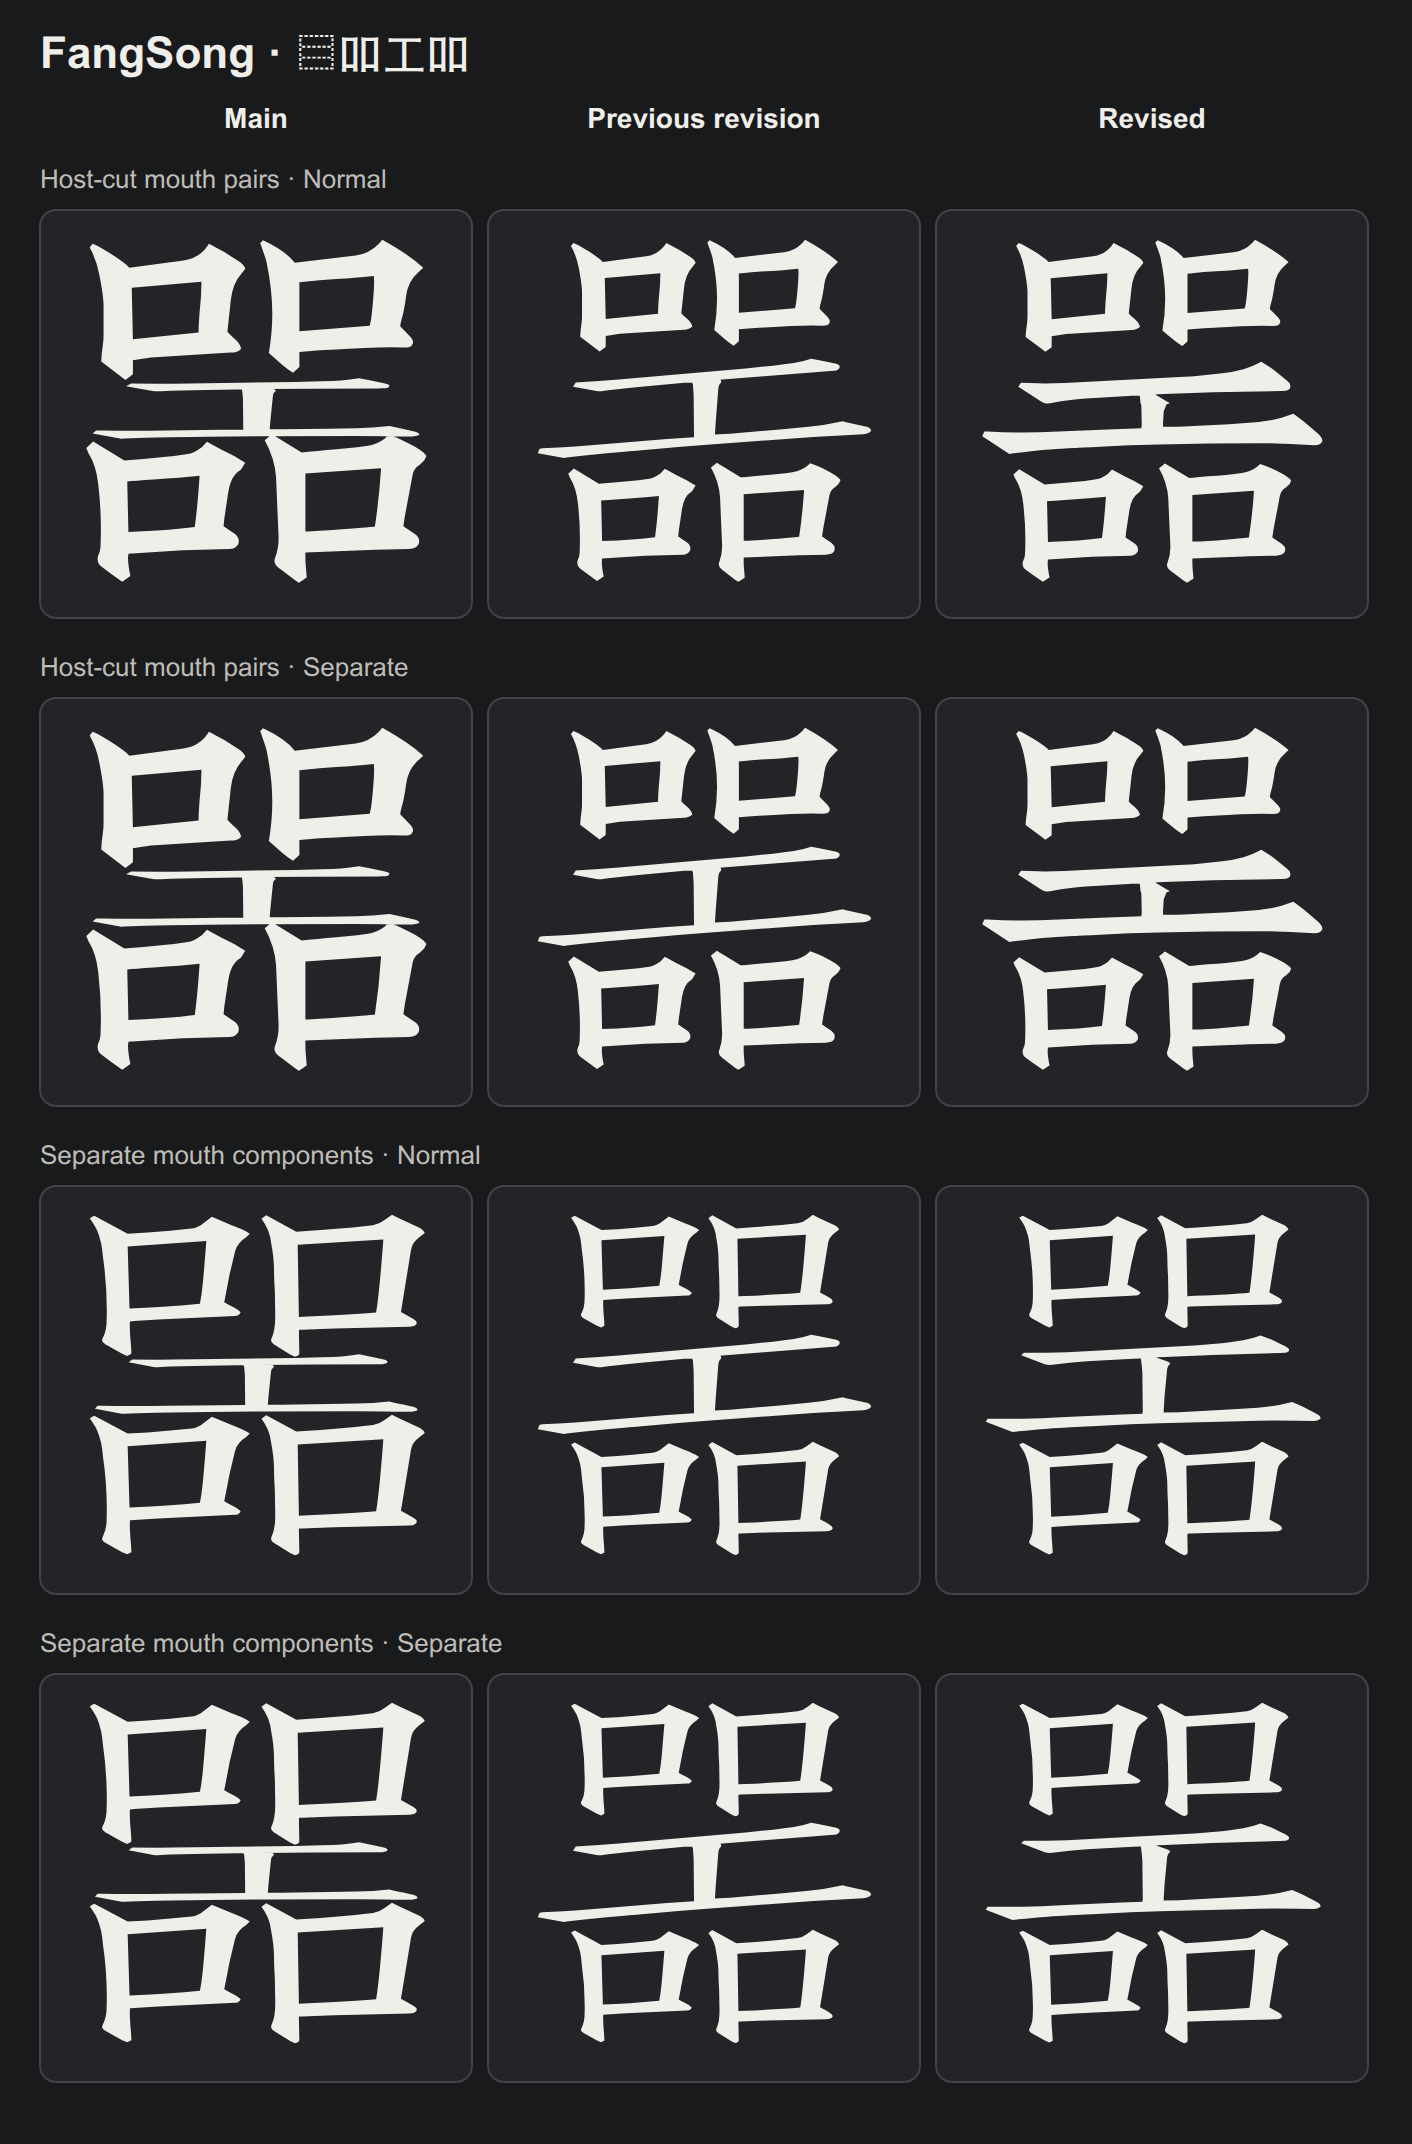 FangSong · ⿳吅工吅
Main Previous revision Revised
Host-cut mouth pairs · Normal
Host-cut mouth pairs · Separate
Separate mouth components · Normal
Separate mouth components · Separate